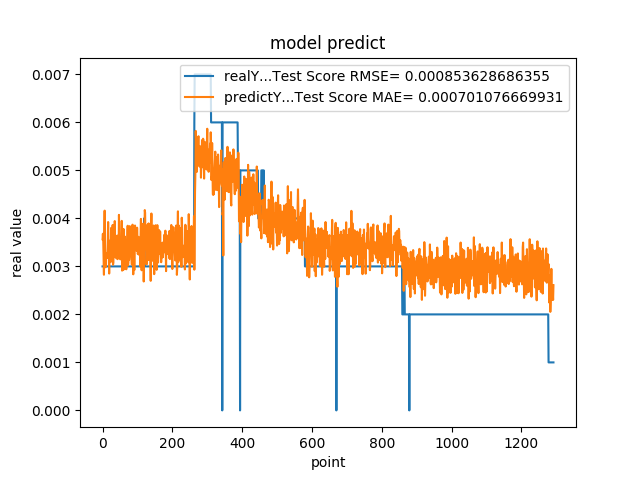 model predict
realY...Test Score RMSE= 0.000853628686355
predictY...Test Score MAE= 0.000701076669931
0.007
0.006
0.005
0.004
0.003
0.002
0.001
0.000
real value
0 200 400 600 800 1000 1200
point